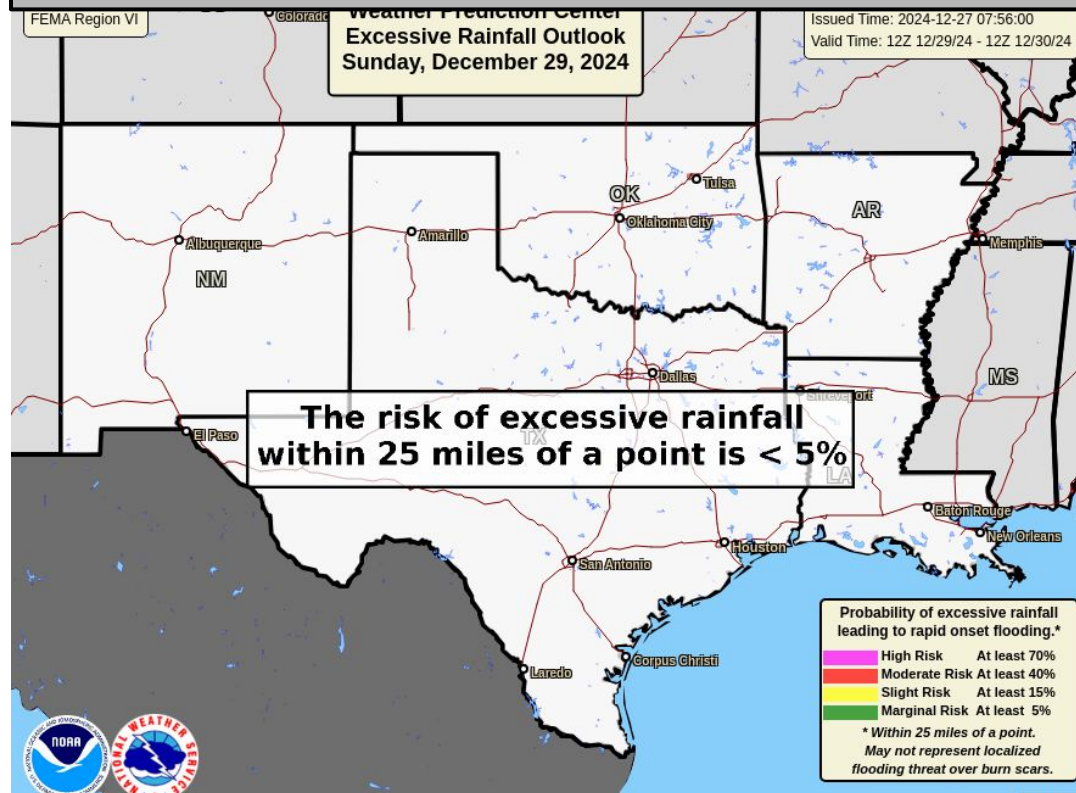 FEMA Region VI
Weather Prediction Center
Excessive Rainfall Outlook
Sunday, December 29, 2024
Issued Time: 2024-12-27 07:56:00
Valid Time: 12Z 12/29/24 - 12Z 12/30/24
Colorado
Tulsa
OK
Oklahoma City
AR
Albuquerque
Amarillo
Memphis
NM
Dallas
MS
Shreveport
The risk of excessive rainfall
within 25 miles of a point is < 5%
El Paso
TX
LA
Baton Rouge
New Orleans
Houston
San Antonio
Corpus Christi
Laredo
Probability of excessive rainfall
leading to rapid onset flooding.*
High Risk At least 70%
Moderate Risk At least 40%
Slight Risk At least 15%
Marginal Risk At least 5%
* Within 25 miles of a point.
May not represent localized
flooding threat over burn scars.
NOAA
NATIONAL WEATHER SERVICE